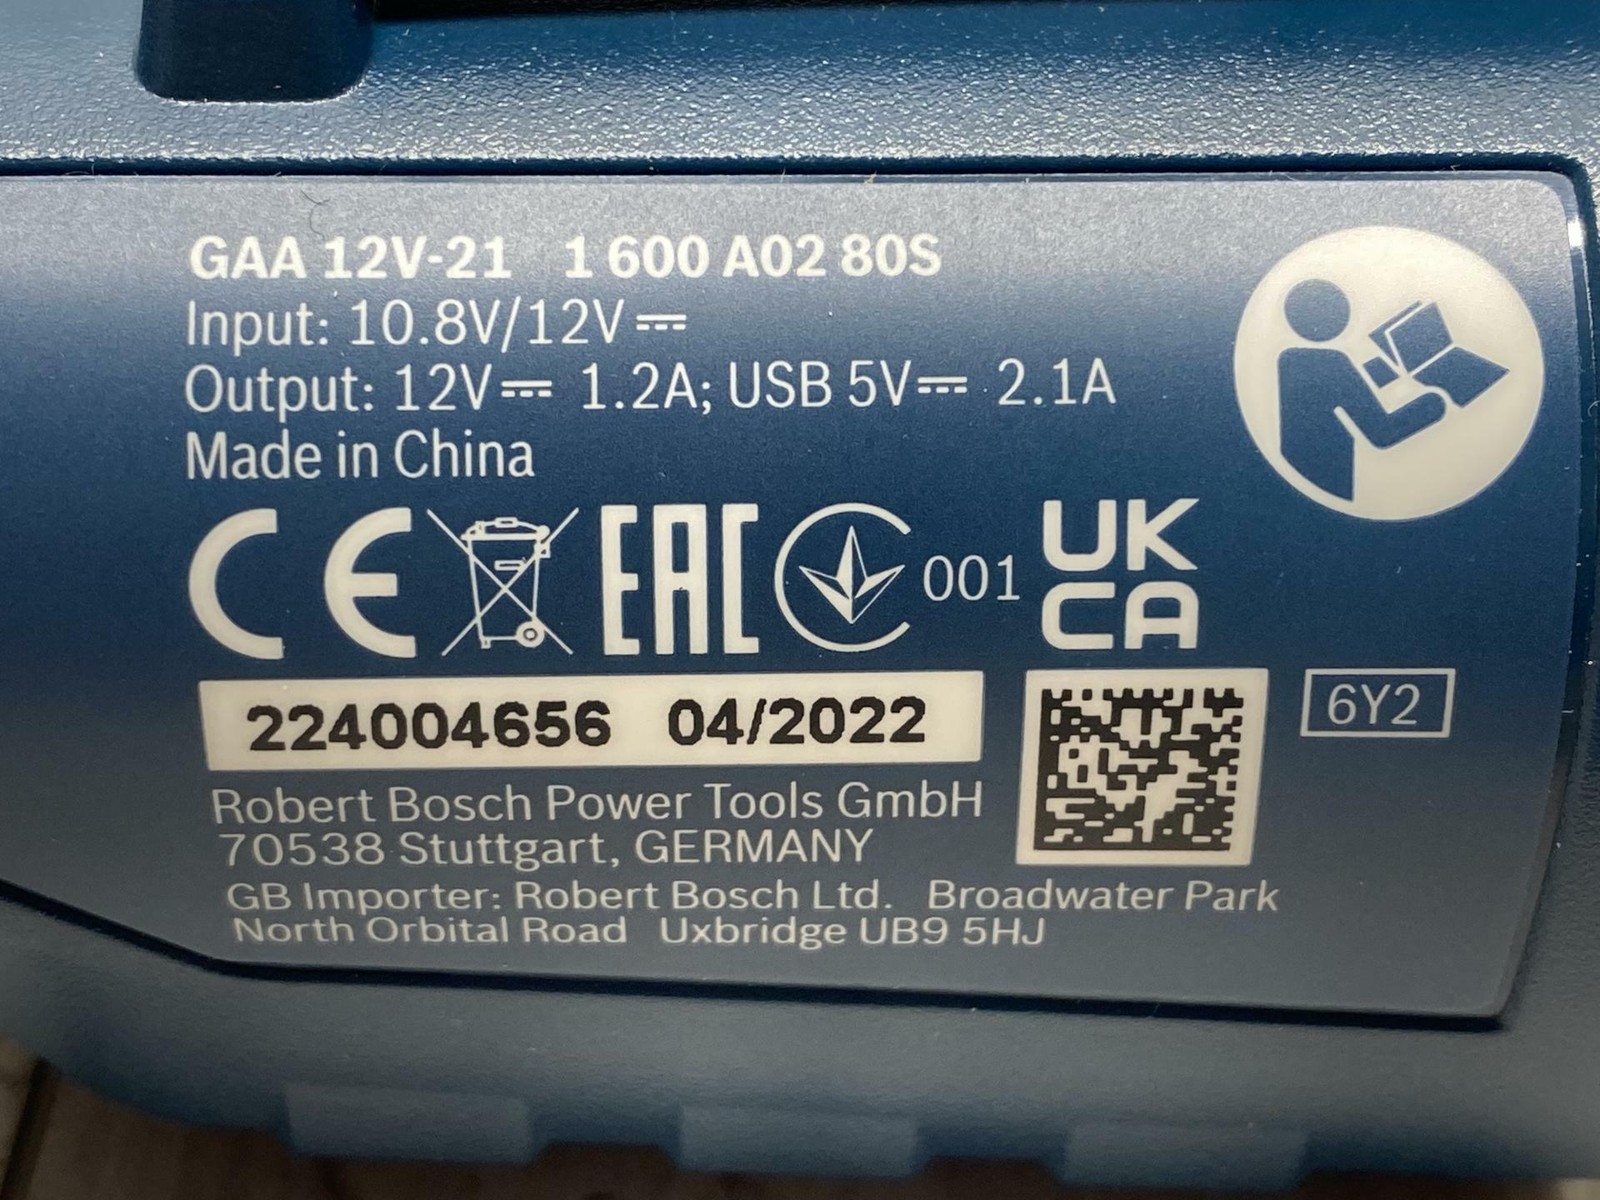 GAA 12V-21 1 600 A02 80S
Input: 10.8V/12V⎓
Output: 12V⎓ 1.2A; USB 5V⎓ 2.1A
Made in China
CE EAC 001 UK
CA
224004656 04/2022
6Y2
Robert Bosch Power Tools GmbH
70538 Stuttgart, GERMANY
GB Importer: Robert Bosch Ltd. Broadwater Park
North Orbital Road Uxbridge UB9 5HJ